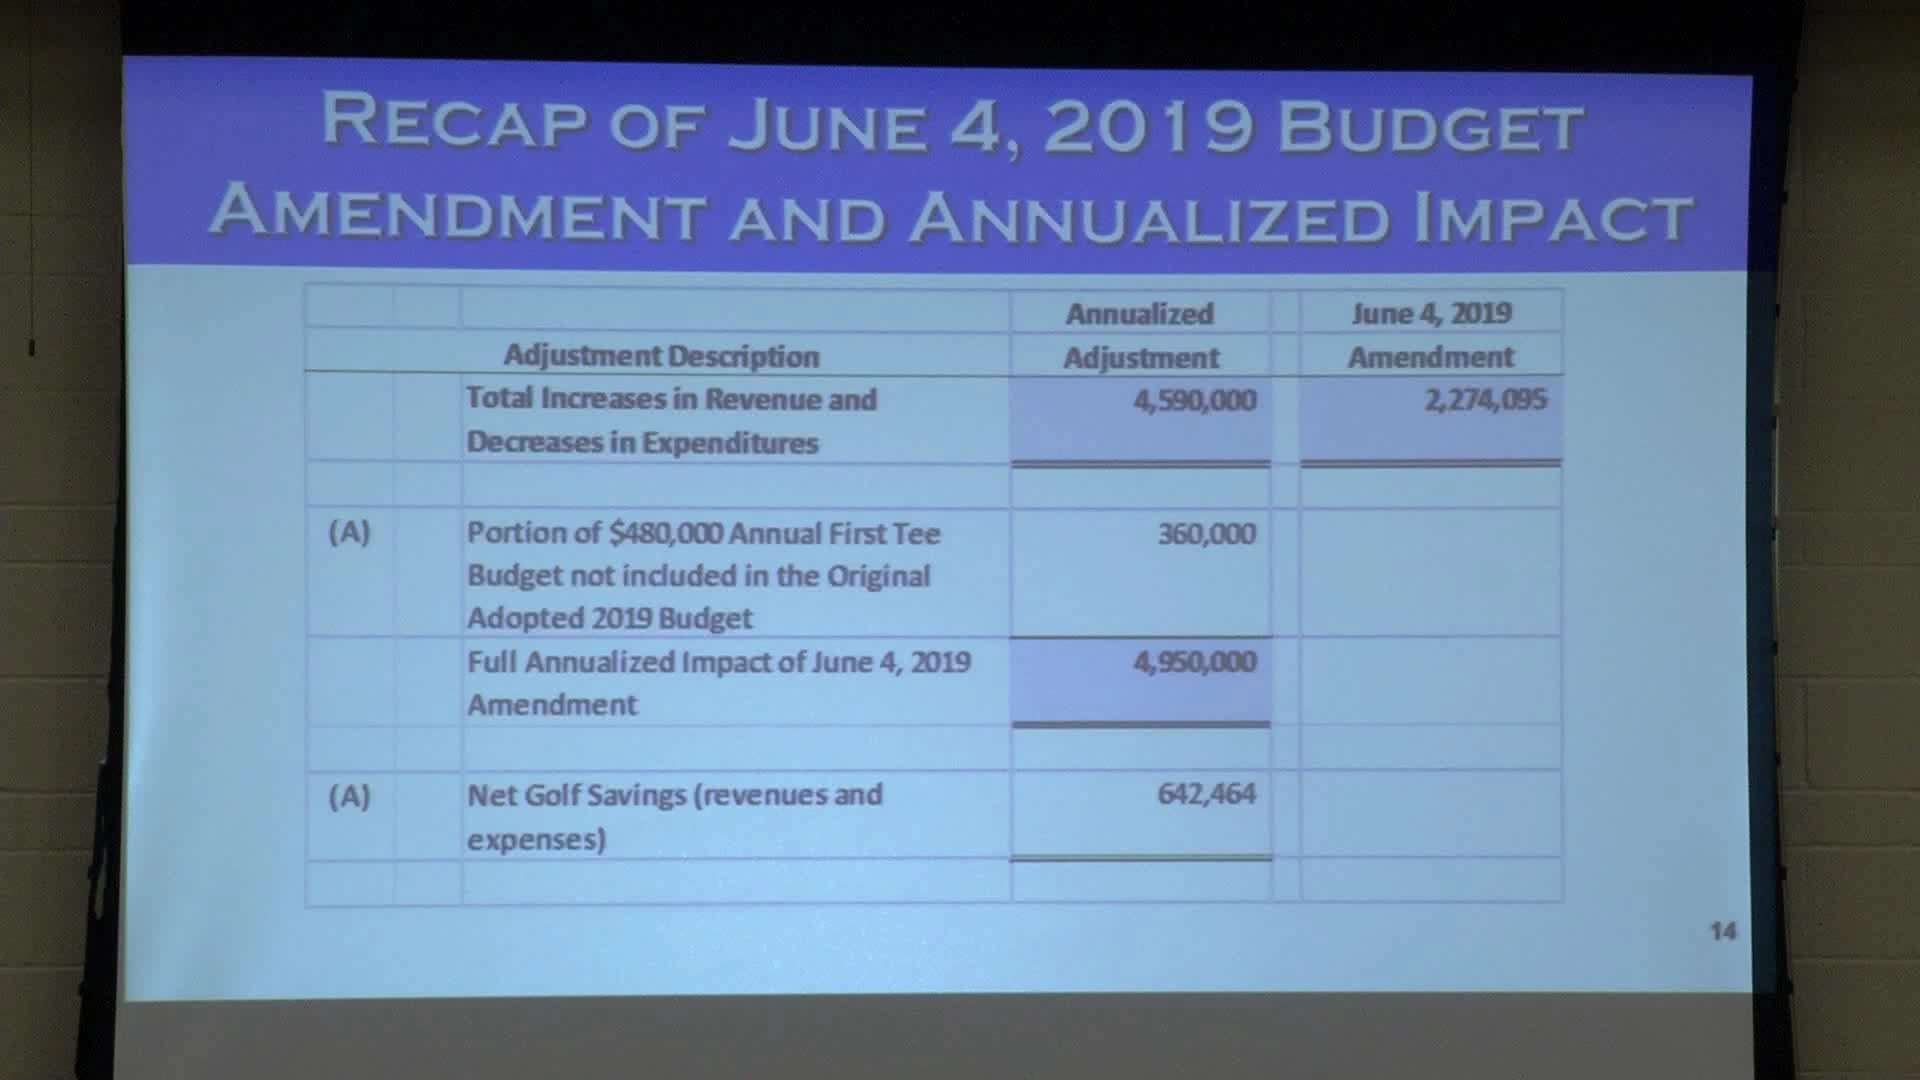 RECAP OF JUNE 4, 2019 BUDGET
AMENDMENT AND ANNUALIZED IMPACT
Annualized June 4, 2019
Adjustment Description Adjustment Amendment
Total Increases in Revenue and 4,590,000 2,274,095
Decreases in Expenditures
(A) Portion of $480,000 Annual First Tee 360,000
Budget not included in the Original
Adopted 2019 Budget
Full Annualized Impact of June 4, 2019 4,950,000
Amendment
(A) Net Golf Savings (revenues and 642,464
expenses)
14